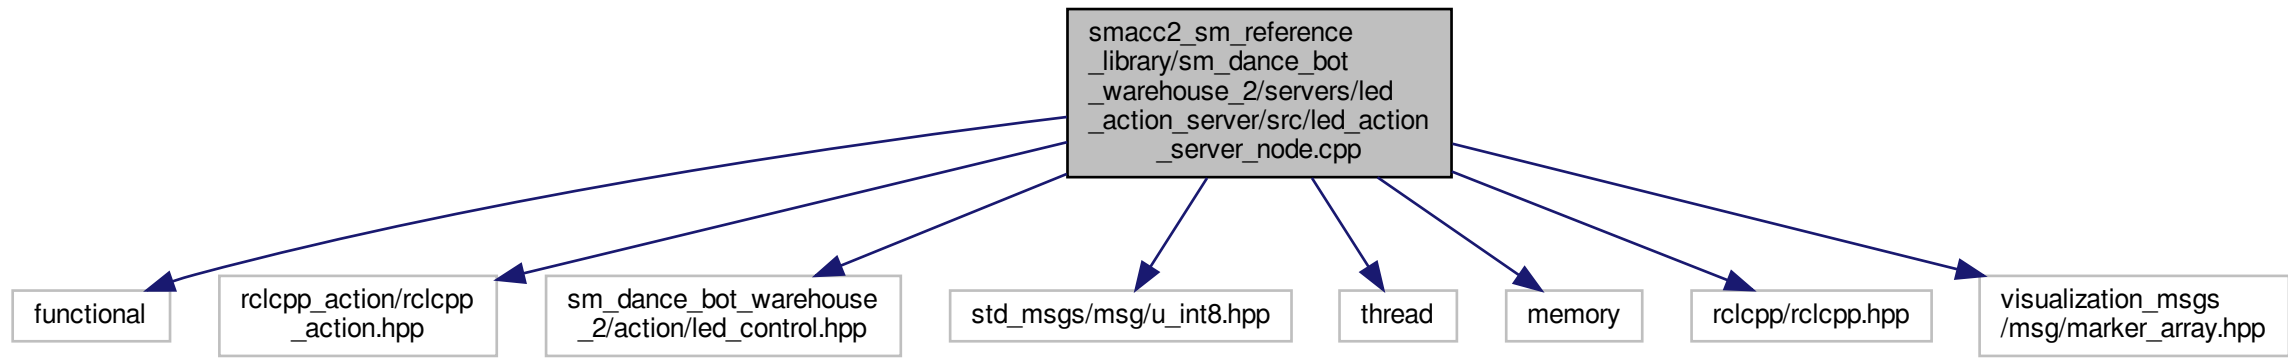 smacc2_sm_reference
_library/sm_dance_bot
_warehouse_2/servers/led
_action_server/src/led_action
_server_node.cpp
functional
rclcpp_action/rclcpp
_action.hpp
sm_dance_bot_warehouse
_2/action/led_control.hpp
std_msgs/msg/u_int8.hpp
thread
memory
rclcpp/rclcpp.hpp
visualization_msgs
/msg/marker_array.hpp